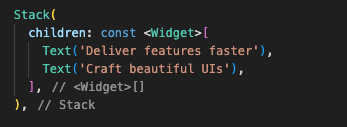 Stack(
  children: const <Widget>[
    Text('Deliver features faster'),
    Text('Craft beautiful UIs'),
  ], // <Widget>[]
), // Stack